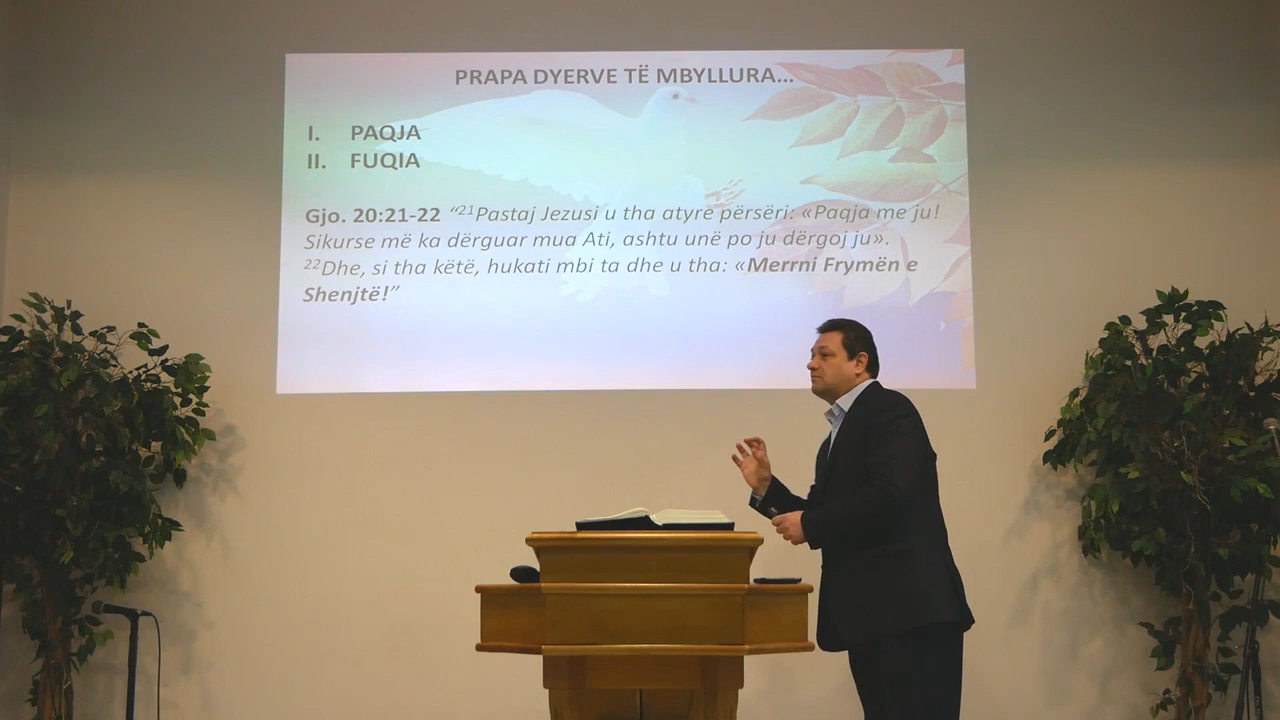 PRAPA DYERVE TË MBYLLURA...
I. PAQJA
II. FUQIA
Gjo. 20:21-22 “²¹Pastaj Jezusi u tha atyre përsëri: «Paqja me ju!
Sikurse më ka dërguar mua Ati, ashtu unë po ju dërgoj ju».
²²Dhe, si tha këtë, hukati mbi ta dhe u tha: «Merrni Frymën e
Shenjtë!”